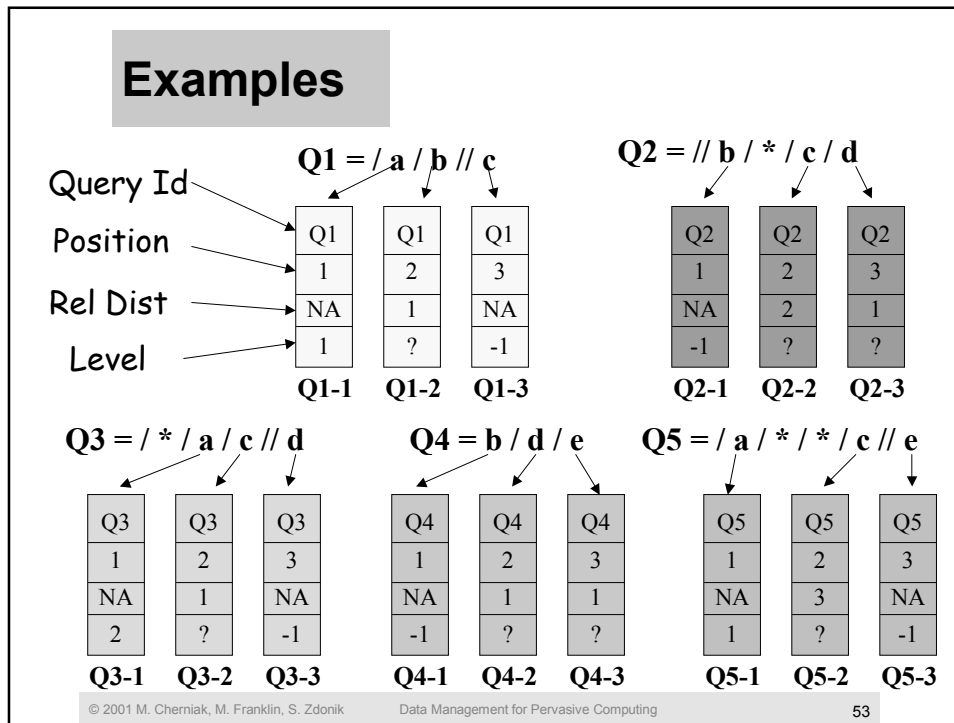 Examples
Q1 = / a / b // c
Q2 = // b / * / c / d
Query Id
Position
Rel Dist
Level
Q1 Q1 Q1
1 2 3
NA 1 NA
1 ? -1
Q1-1 Q1-2 Q1-3
Q2 Q2 Q2
1 2 3
NA 2 1
-1 ? ?
Q2-1 Q2-2 Q2-3
Q3 = / * / a / c // d
Q4 = b / d / e
Q5 = / a / * / * / c // e
Q3 Q3 Q3
1 2 3
NA 1 NA
2 ? -1
Q3-1 Q3-2 Q3-3
Q4 Q4 Q4
1 2 3
NA 1 1
-1 ? ?
Q4-1 Q4-2 Q4-3
Q5 Q5 Q5
1 2 3
NA 3 NA
1 ? -1
Q5-1 Q5-2 Q5-3
© 2001 M. Cherniak, M. Franklin, S. Zdonik Data Management for Pervasive Computing 53